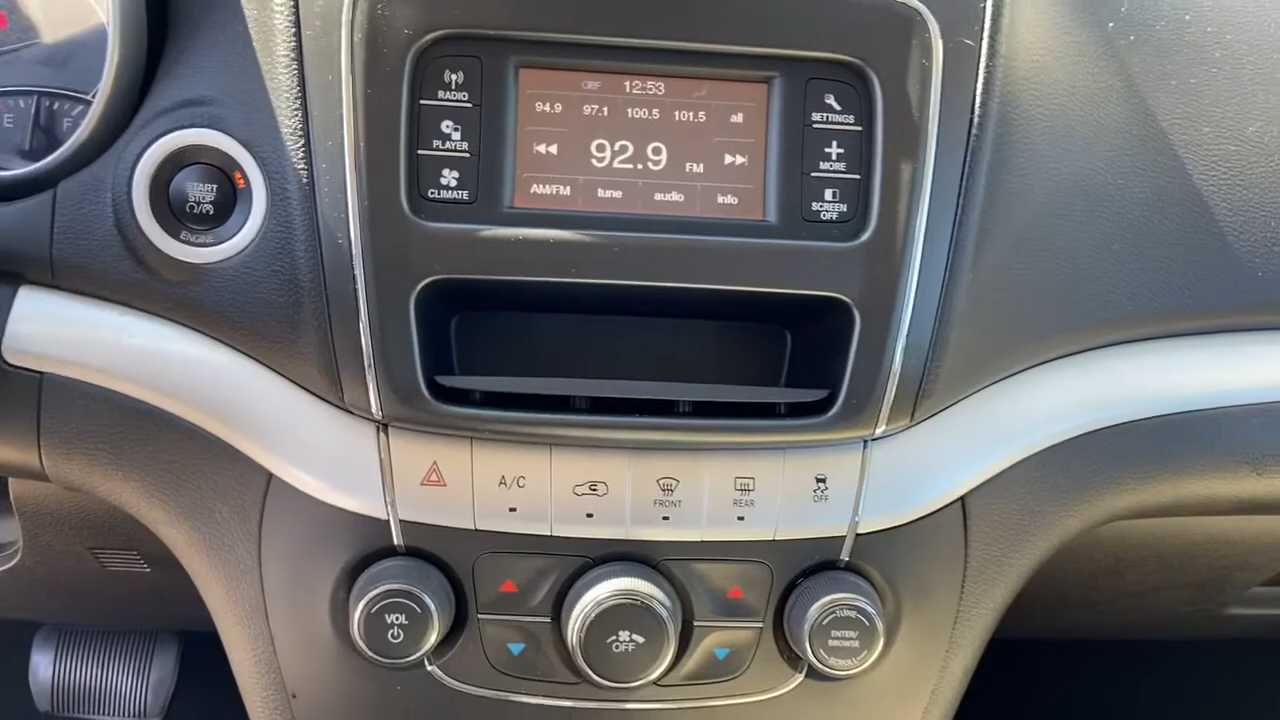 E F
START
STOP
ENGINE
RUN
RADIO
PLAYER
CLIMATE
12:53
94.9 97.1 100.5 101.5 all
92.9 FM
AM/FM tune audio info
SETTINGS
MORE
SCREEN
OFF
A/C
FRONT
REAR
OFF
VOL
OFF
TUNE
ENTER/
BROWSE
SCROLL